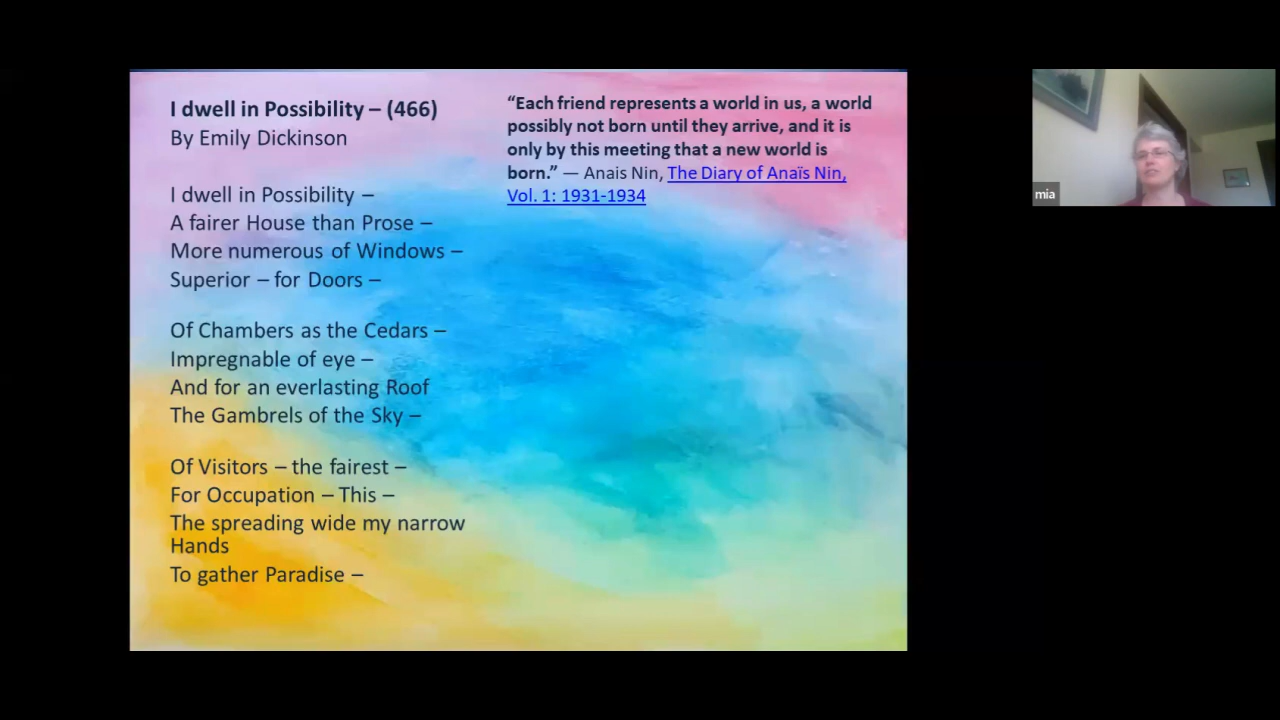 I dwell in Possibility – (466)
By Emily Dickinson
I dwell in Possibility –
A fairer House than Prose –
More numerous of Windows –
Superior – for Doors –
Of Chambers as the Cedars –
Impregnable of eye –
And for an everlasting Roof
The Gambrels of the Sky –
Of Visitors – the fairest –
For Occupation – This –
The spreading wide my narrow
Hands
To gather Paradise –
“Each friend represents a world in us, a world
possibly not born until they arrive, and it is
only by this meeting that a new world is
born.” — Anais Nin, The Diary of Anaïs Nin,
Vol. 1: 1931-1934
mia